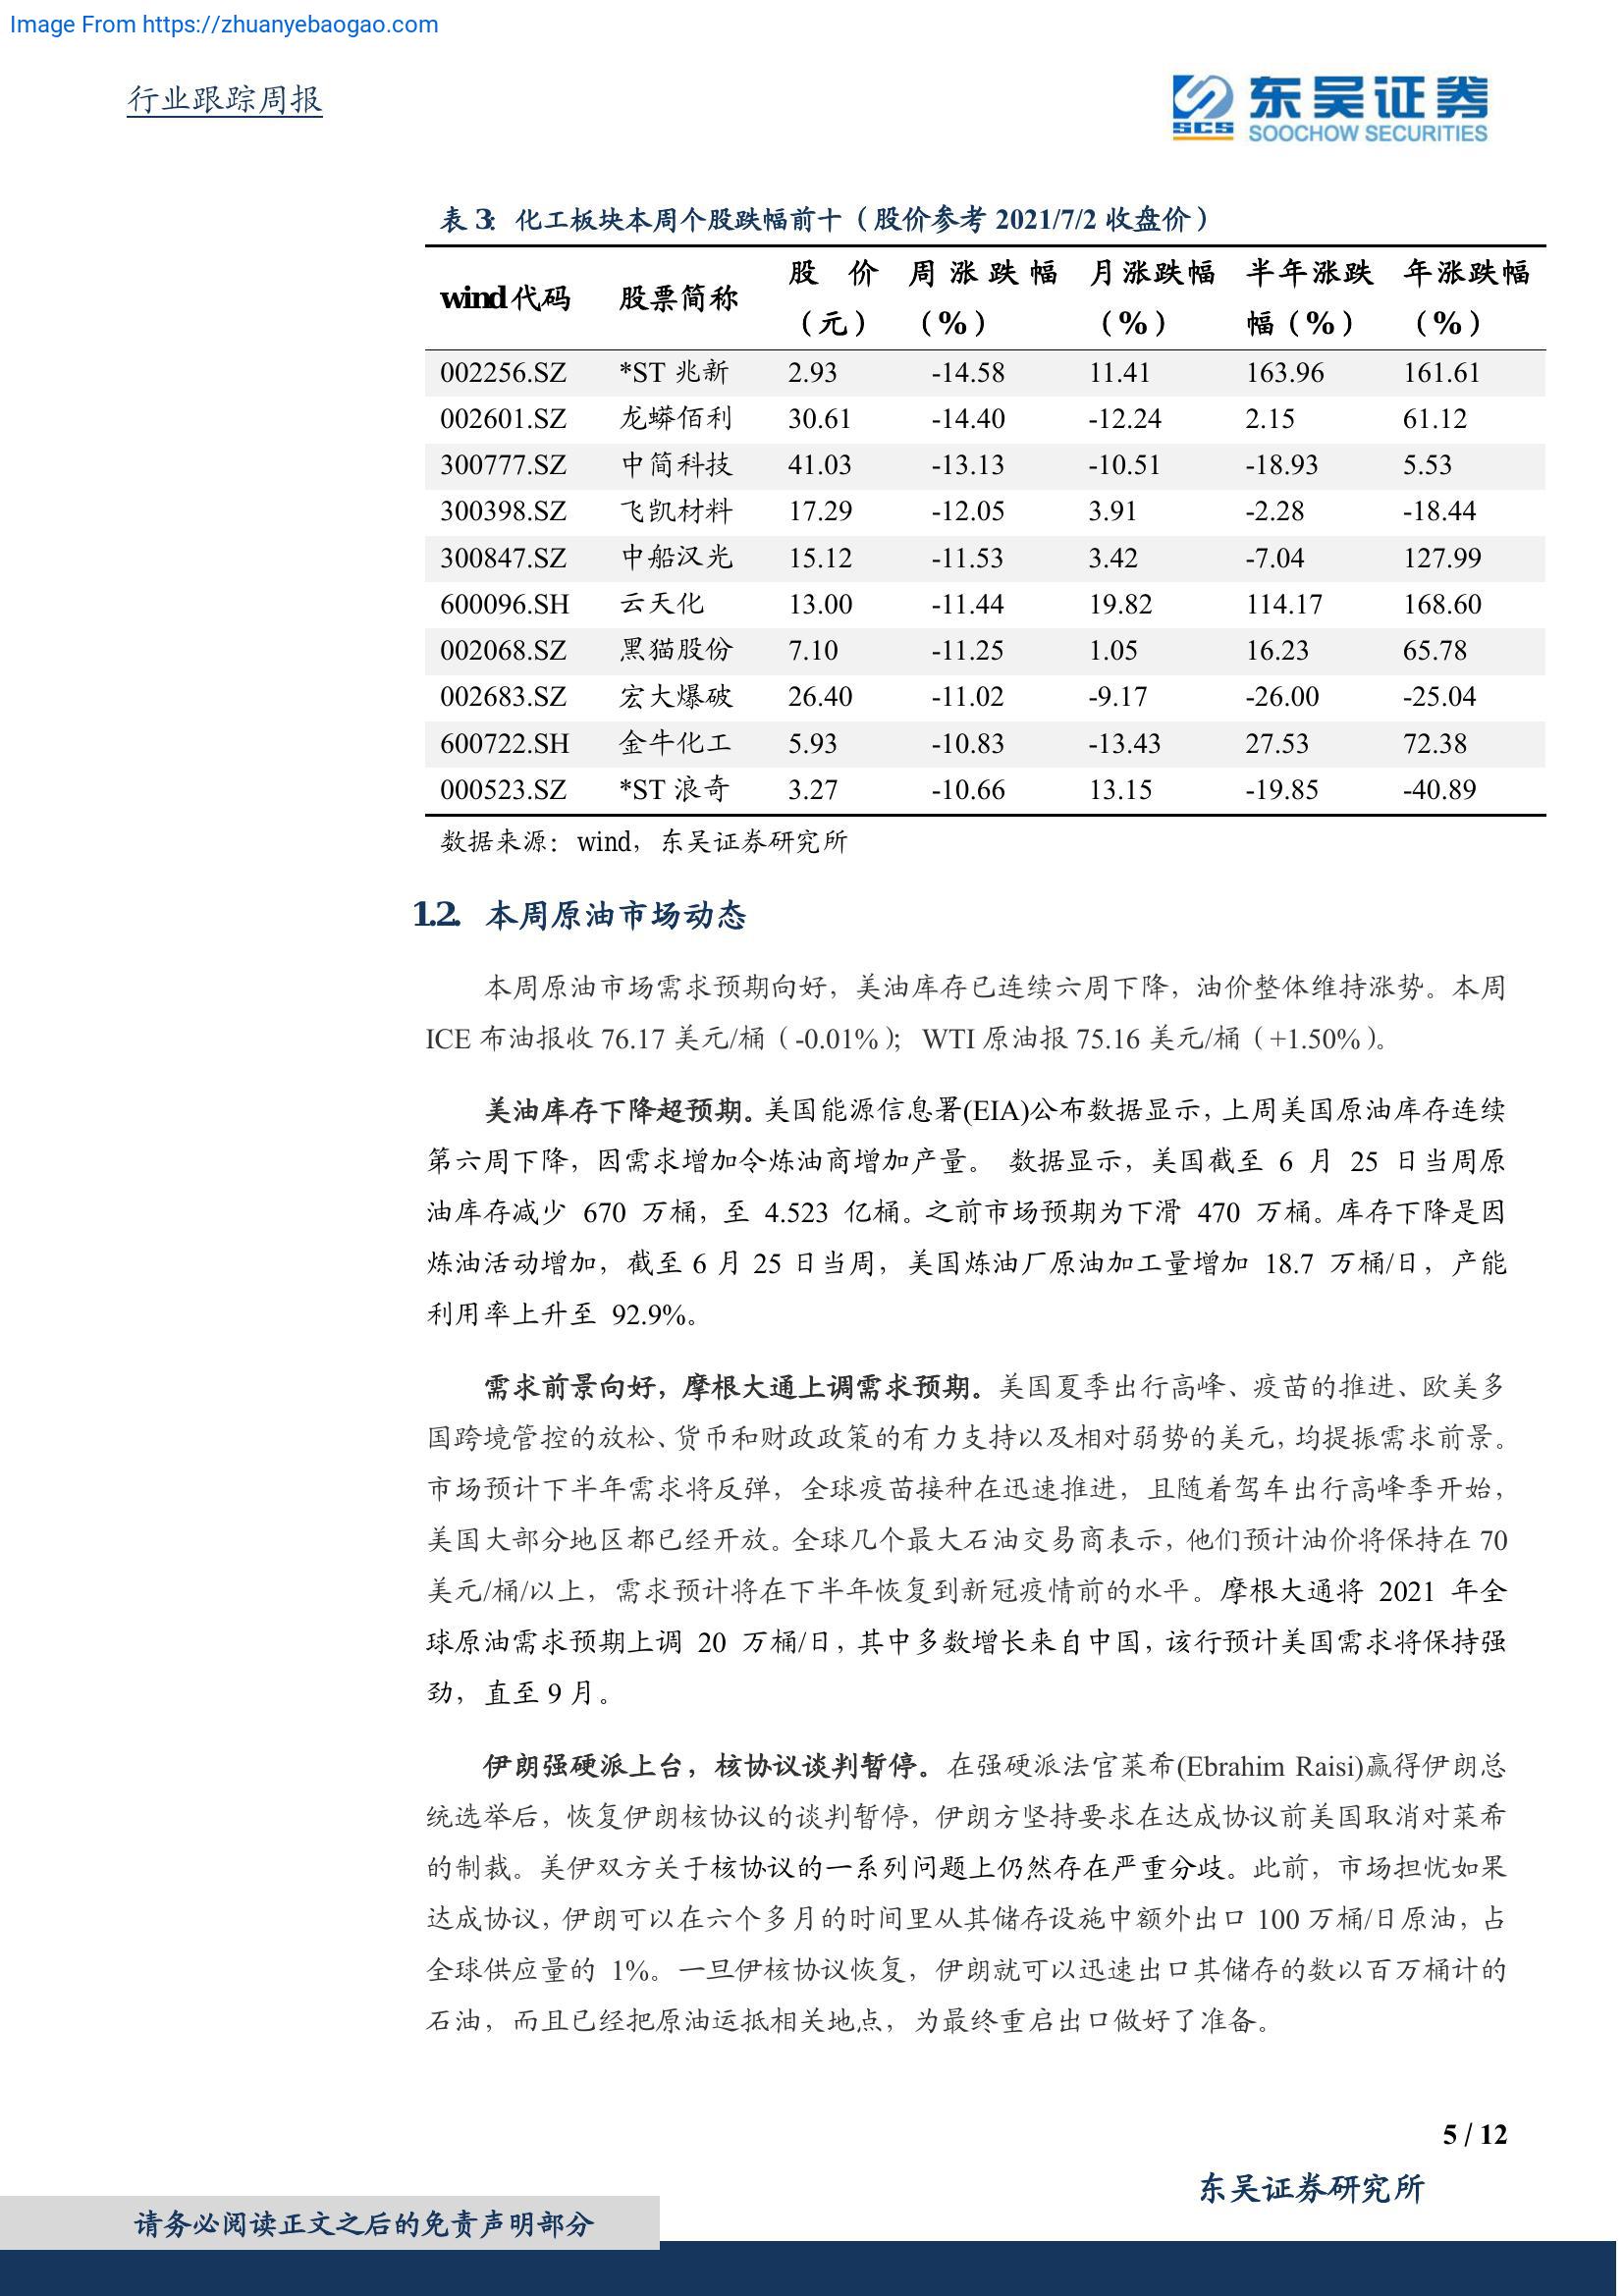 Image From https://zhuanyebaogao.com
行业跟踪周报
东吴证券
SCS
SOOCHOW SECURITIES
表 3: 化工板块本周个股跌幅前十（股价参考 2021/7/2 收盘价）
wind代码 股票简称 股 价（元） 周涨跌幅（%） 月涨跌幅（%） 半年涨跌幅（%） 年涨跌幅（%）
002256.SZ *ST 兆新 2.93 -14.58 11.41 163.96 161.61
002601.SZ 龙蟒佰利 30.61 -14.40 -12.24 2.15 61.12
300777.SZ 中简科技 41.03 -13.13 -10.51 -18.93 5.53
300398.SZ 飞凯材料 17.29 -12.05 3.91 -2.28 -18.44
300847.SZ 中船汉光 15.12 -11.53 3.42 -7.04 127.99
600096.SH 云天化 13.00 -11.44 19.82 114.17 168.60
002068.SZ 黑猫股份 7.10 -11.25 1.05 16.23 65.78
002683.SZ 宏大爆破 26.40 -11.02 -9.17 -26.00 -25.04
600722.SH 金牛化工 5.93 -10.83 -13.43 27.53 72.38
000523.SZ *ST 浪奇 3.27 -10.66 13.15 -19.85 -40.89
数据来源：wind，东吴证券研究所
1.2. 本周原油市场动态
本周原油市场需求预期向好，美油库存已连续六周下降，油价整体维持涨势。本周
ICE 布油报收 76.17 美元/桶（-0.01%）；WTI 原油报 75.16 美元/桶（+1.50%）。
美油库存下降超预期。美国能源信息署(EIA)公布数据显示，上周美国原油库存连续
第六周下降，因需求增加令炼油商增加产量。 数据显示，美国截至 6 月 25 日当周原
油库存减少 670 万桶，至 4.523 亿桶。之前市场预期为下滑 470 万桶。库存下降是因
炼油活动增加，截至 6 月 25 日当周，美国炼油厂原油加工量增加 18.7 万桶/日，产能
利用率上升至 92.9%。
需求前景向好，摩根大通上调需求预期。美国夏季出行高峰、疫苗的推进、欧美多
国跨境管控的放松、货币和财政政策的有力支持以及相对弱势的美元，均提振需求前景。
市场预计下半年需求将反弹，全球疫苗接种在迅速推进，且随着驾车出行高峰季开始，
美国大部分地区都已经开放。全球几个最大石油交易商表示，他们预计油价将保持在 70
美元/桶/以上，需求预计将在下半年恢复到新冠疫情前的水平。摩根大通将 2021 年全
球原油需求预期上调 20 万桶/日，其中多数增长来自中国，该行预计美国需求将保持强
劲，直至 9 月。
伊朗强硬派上台，核协议谈判暂停。在强硬派法官莱希(Ebrahim Raisi)赢得伊朗总
统选举后，恢复伊朗核协议的谈判暂停，伊朗方坚持要求在达成协议前美国取消对莱希
的制裁。美伊双方关于核协议的一系列问题上仍然存在严重分歧。此前，市场担忧如果
达成协议，伊朗可以在六个多月的时间里从其储存设施中额外出口 100 万桶/日原油，占
全球供应量的 1%。一旦伊核协议恢复，伊朗就可以迅速出口其储存的数以百万桶计的
石油，而且已经把原油运抵相关地点，为最终重启出口做好了准备。
5 / 12
东吴证券研究所
请务必阅读正文之后的免责声明部分